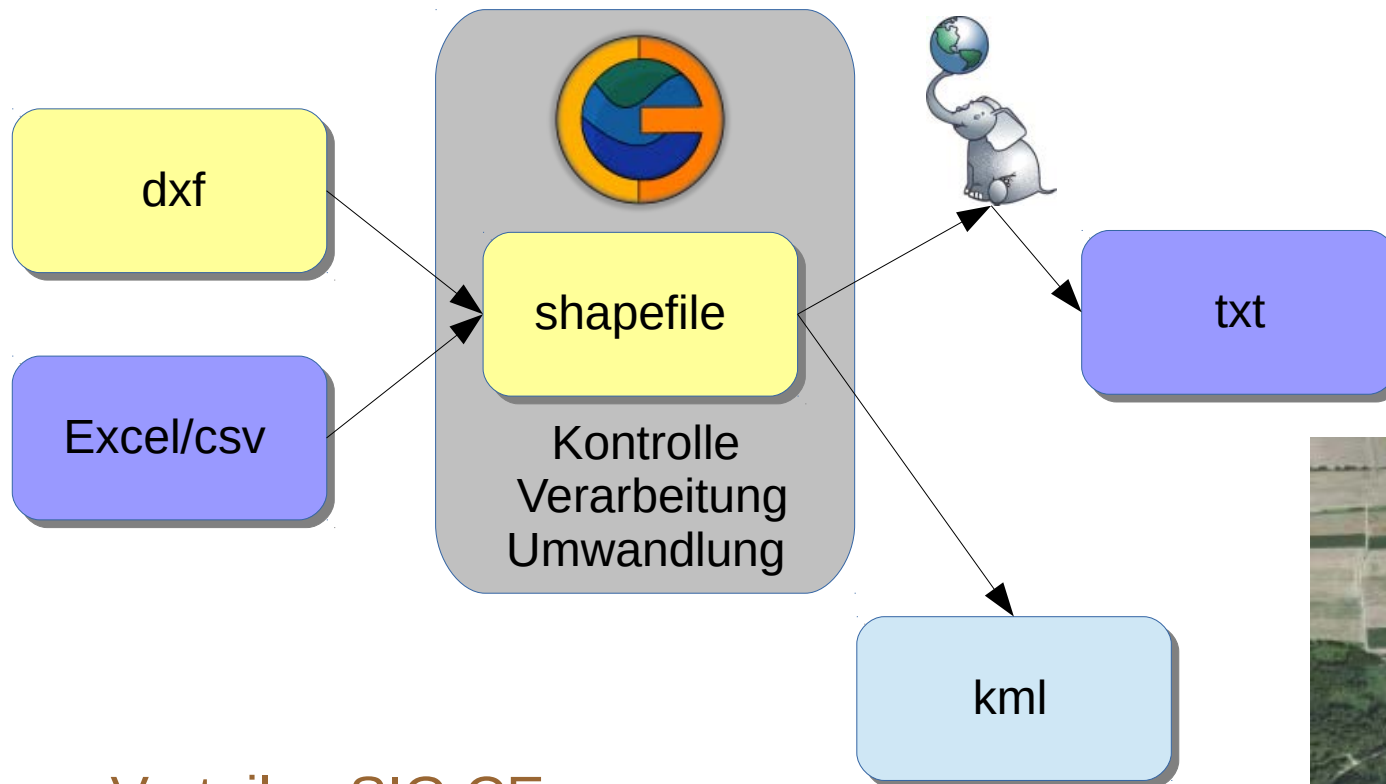 dxf
Excel/csv
shapefile
Kontrolle
Verarbeitung
Umwandlung
txt
kml